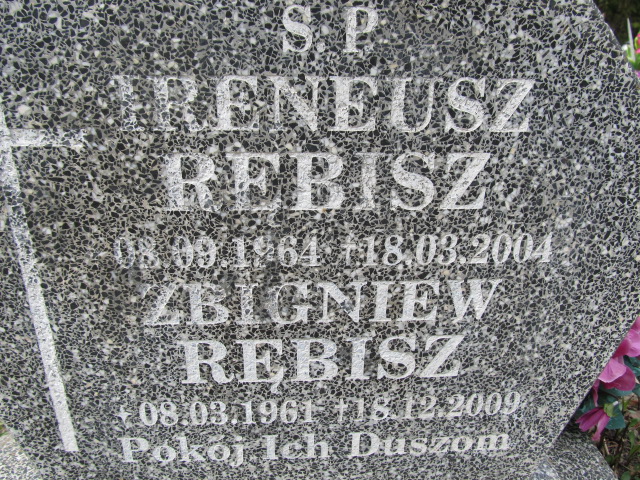 Ś.P.
IRENEUSZ
RĘBISZ
08.09.1964 †18.03.2004
ZBIGNIEW
RĘBISZ
*08.03.1961 †18.12.2009
Pokój Ich Duszom